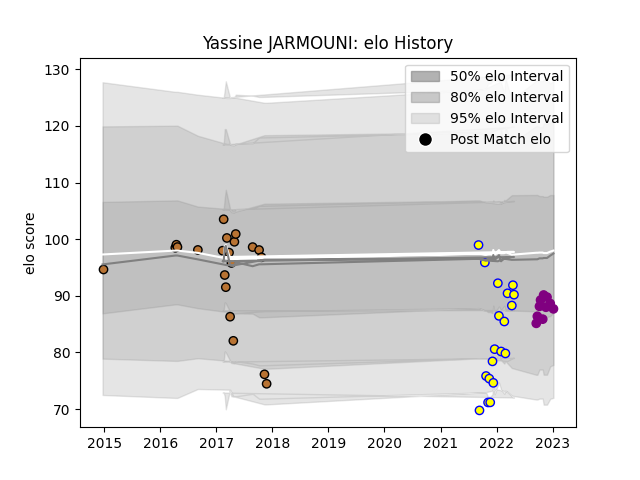 Yassine JARMOUNI: elo History
50% elo Interval
80% elo Interval
95% elo Interval
Post Match elo
elo score
130
120
110
100
90
80
70
2015 2016 2017 2018 2019 2020 2021 2022 2023